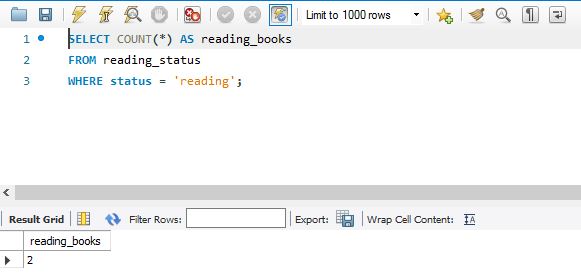 Limit to 1000 rows
1 SELECT COUNT(*) AS reading_books
2 FROM reading_status
3 WHERE status = 'reading';
Result Grid Filter Rows: Export: Wrap Cell Content:
reading_books
2